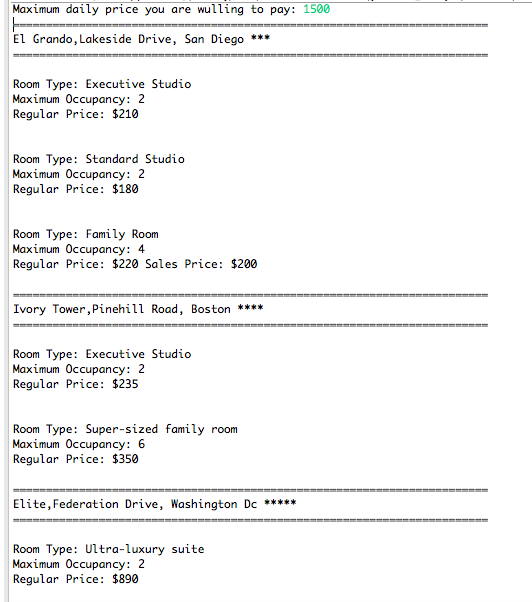 Maximum daily price you are wulling to pay: 1500
============================================================
El Grando,Lakeside Drive, San Diego ***
============================================================
Room Type: Executive Studio
Maximum Occupancy: 2
Regular Price: $210
Room Type: Standard Studio
Maximum Occupancy: 2
Regular Price: $180
Room Type: Family Room
Maximum Occupancy: 4
Regular Price: $220 Sales Price: $200
============================================================
Ivory Tower,Pinehill Road, Boston ****
============================================================
Room Type: Executive Studio
Maximum Occupancy: 2
Regular Price: $235
Room Type: Super-sized family room
Maximum Occupancy: 6
Regular Price: $350
============================================================
Elite,Federation Drive, Washington Dc *****
============================================================
Room Type: Ultra-luxury suite
Maximum Occupancy: 2
Regular Price: $890